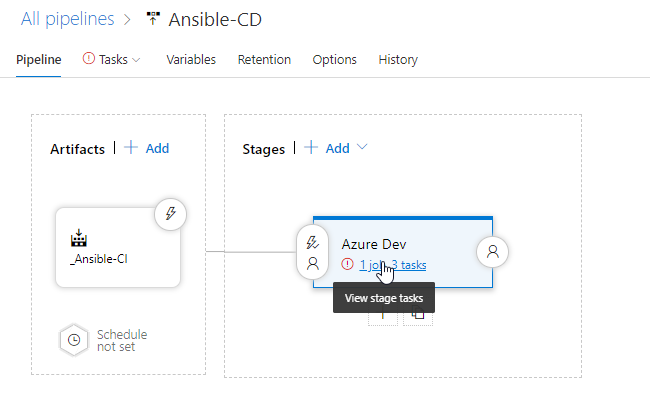 All pipelines > Ansible-CD
Pipeline Tasks Variables Retention Options History
Artifacts | + Add
Stages | + Add
_Ansible-CI
Azure Dev
1 job, 3 tasks
View stage tasks
Schedule
not set